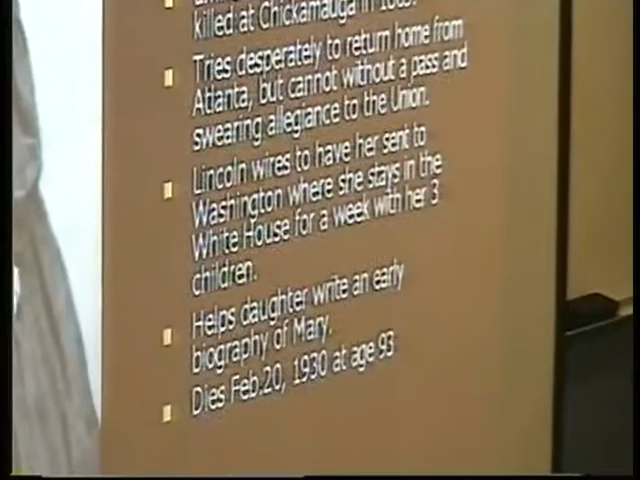 killed at Chickamauga in 1863.
Tries desperately to return home from
Atlanta, but cannot without a pass and
swearing allegiance to the Union.
Lincoln wires to have her sent to
Washington where she stays in the
White House for a week with her 3
children.
Helps daughter write an early
biography of Mary.
Dies Feb.20, 1930 at age 93